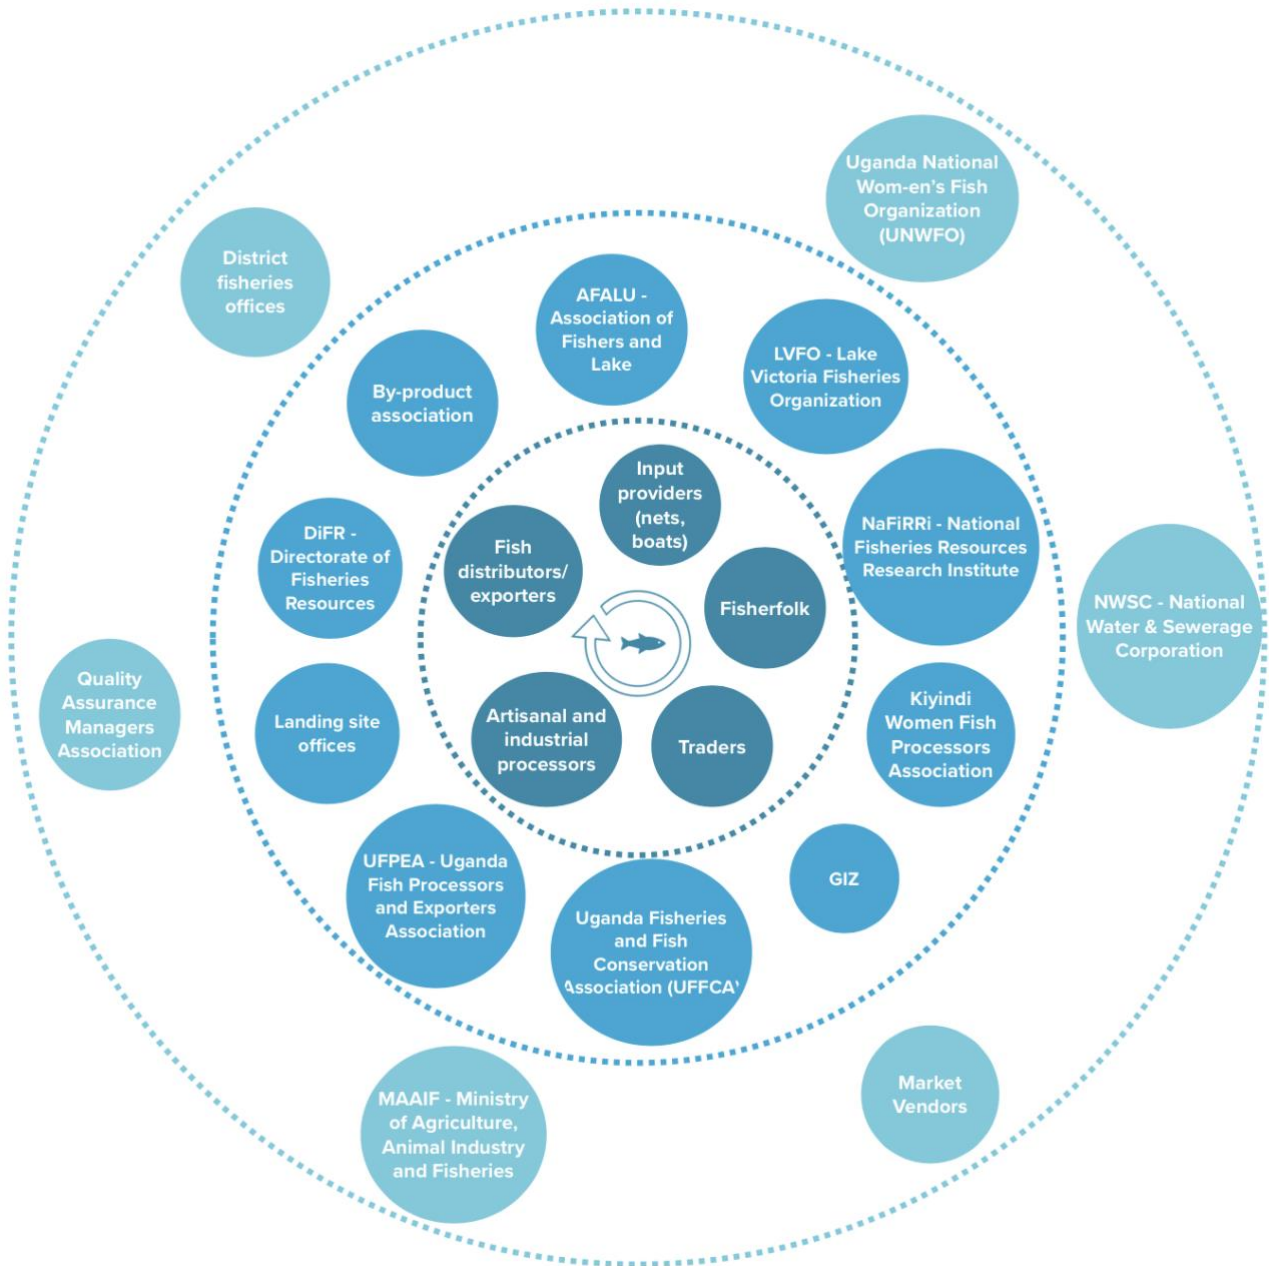 Uganda National
Wom-en's Fish
Organization
(UNWFO)
District
fisheries
offices
AFALU -
Association of
Fishers and
Lake
LVFO - Lake
Victoria Fisheries
Organization
By-product
association
Input
providers
(nets,
boats)
NaFiRRi - National
Fisheries Resources
Research Institute
DiFR -
Directorate of
Fisheries
Resources
Fish
distributors/
exporters
Fisherfolk
NWSC - National
Water & Sewerage
Corporation
Quality
Assurance
Managers
Association
Landing site
offices
Artisanal and
industrial
processors
Traders
Kiyindi
Women Fish
Processors
Association
UFPEA - Uganda
Fish Processors
and Exporters
Association
GIZ
Uganda Fisheries
and Fish
Conservation
Association (UFFCA)
MAAIF - Ministry
of Agriculture,
Animal Industry
and Fisheries
Market
Vendors